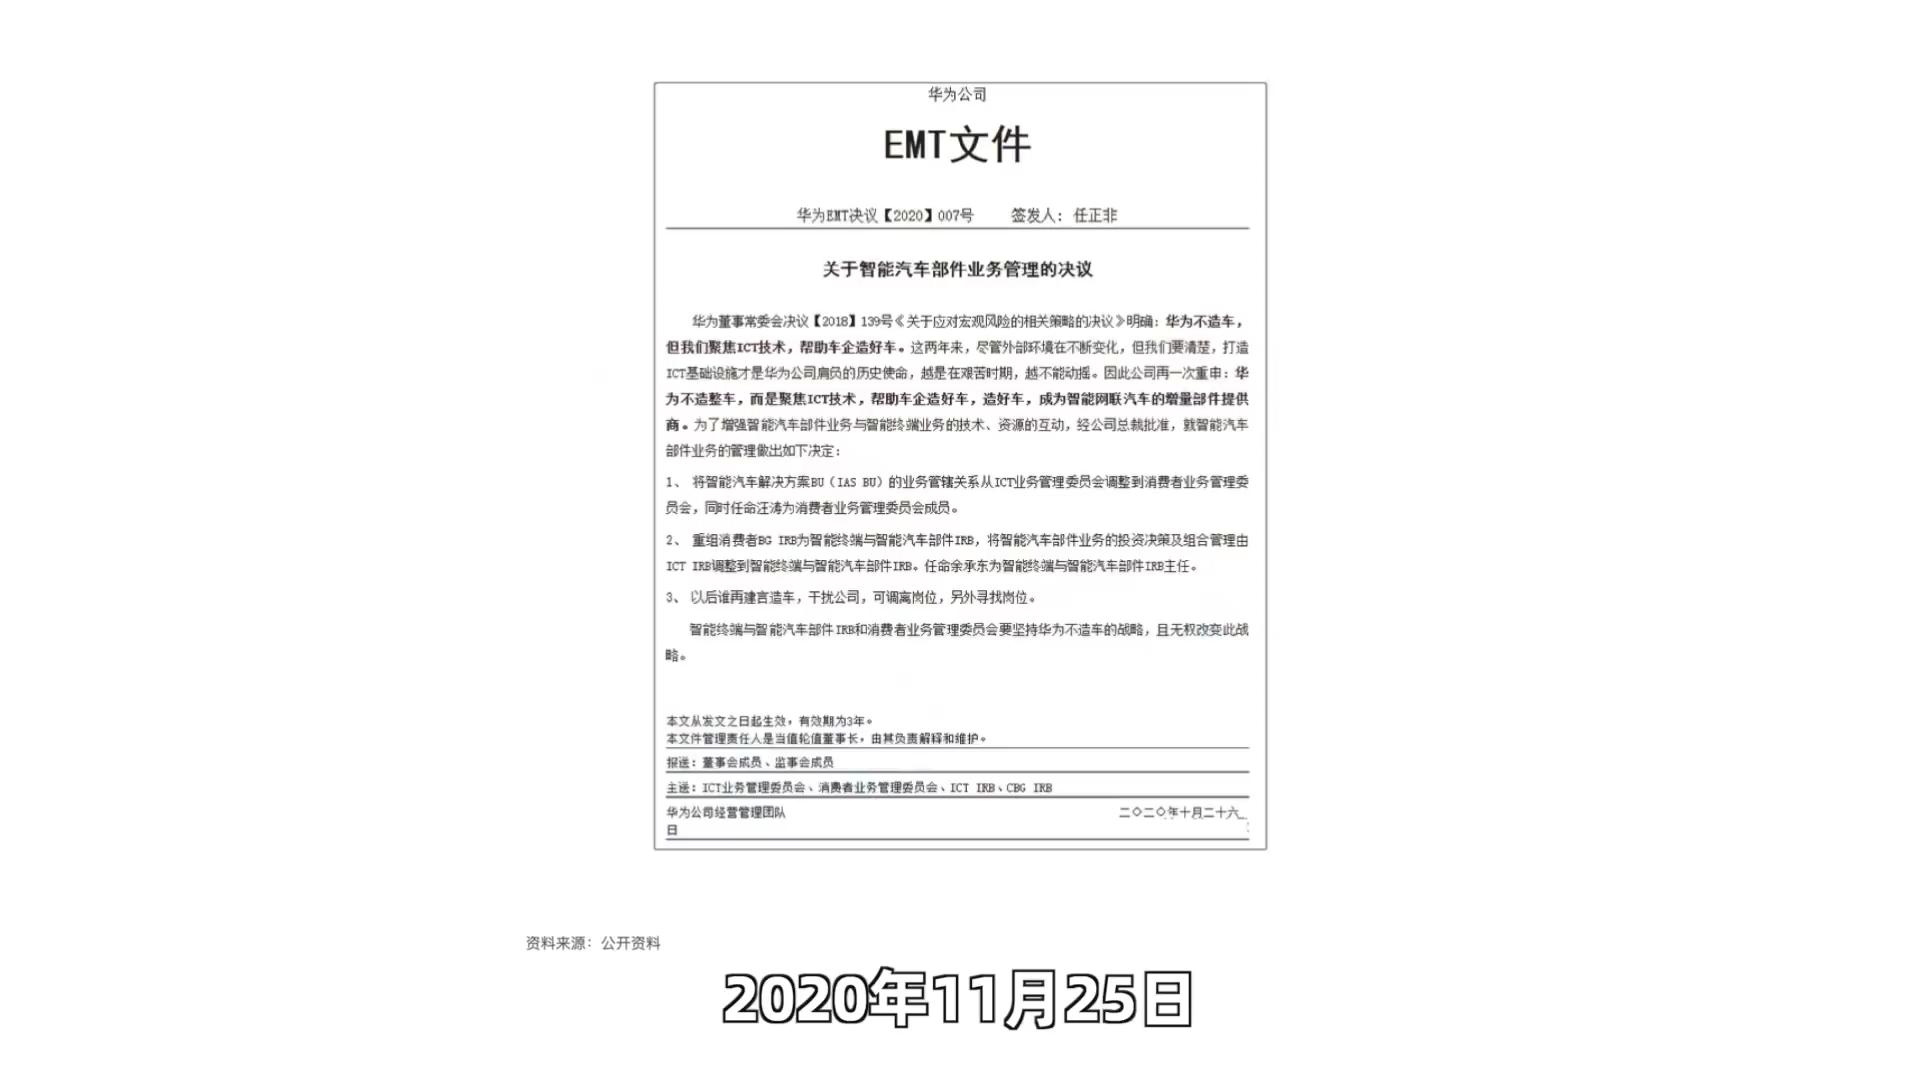 华为公司
EMT文件
华为EMT决议【2020】007号 签发人：任正非
关于智能汽车部件业务管理的决议
华为董事常委会决议【2018】139号《关于应对宏观风险的相关策略的决议》明确：华为不造车，
但我们聚焦ICT技术，帮助车企造好车。这两年来，尽管外部环境在不断变化，但我们要清楚，打造
ICT基础设施才是华为公司肩负的历史使命，越是在艰苦时期，越不能动摇。因此公司再一次重申：华
为不造整车，而是聚焦ICT技术，帮助车企造好车，造好车，成为智能网联汽车的增量部件提供
商。为了增强智能汽车部件业务与智能终端业务的技术、资源的互动，经公司总裁批准，就智能汽车
部件业务的管理做出如下决定：
1、 将智能汽车解决方案BU（IAS BU）的业务管辖关系从ICT业务管理委员会调整到消费者业务管理委
员会，同时任命汪涛为消费者业务管理委员会成员。
2、 重组消费者BG IRB为智能终端与智能汽车部件IRB，将智能汽车部件业务的投资决策及组合管理由
ICT IRB调整到智能终端与智能汽车部件IRB。任命余承东为智能终端与智能汽车部件IRB主任。
3、 以后谁再建言造车，干扰公司，可调离岗位，另外寻找岗位。
智能终端与智能汽车部件IRB和消费者业务管理委员会要坚持华为不造车的战略，且无权改变此战
略。
本文从发文之日起生效，有效期为3年。
本文件管理责任人是当值轮值董事长，由其负责解释和维护。
报送：董事会成员、监事会成员
主送：ICT业务管理委员会、消费者业务管理委员会、ICT IRB、CBG IRB
华为公司经营管理团队 二〇二〇年十月二十六
日
资料来源：公开资料
2020年11月25日